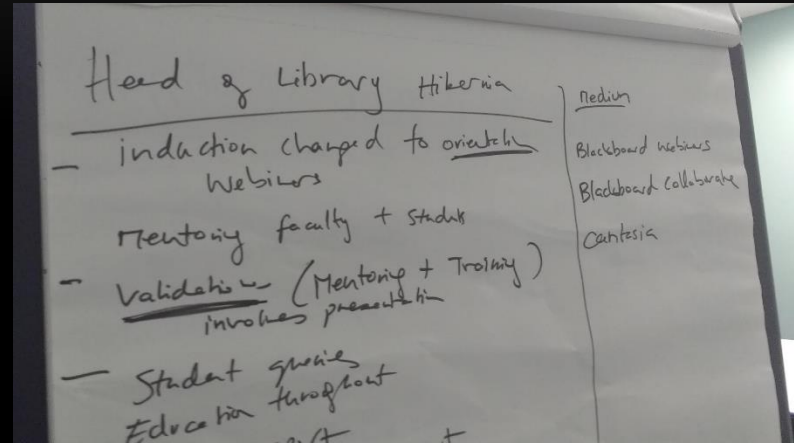 Head of Library Hibernia
- induction changed to orientation
Webinars
Mentoring faculty + students
- Validation (Mentoring + Training)
involves presentation
- Student queries
Education throughout
Medium
Blackboard webinars
Blackboard Collaborate
Camtasia